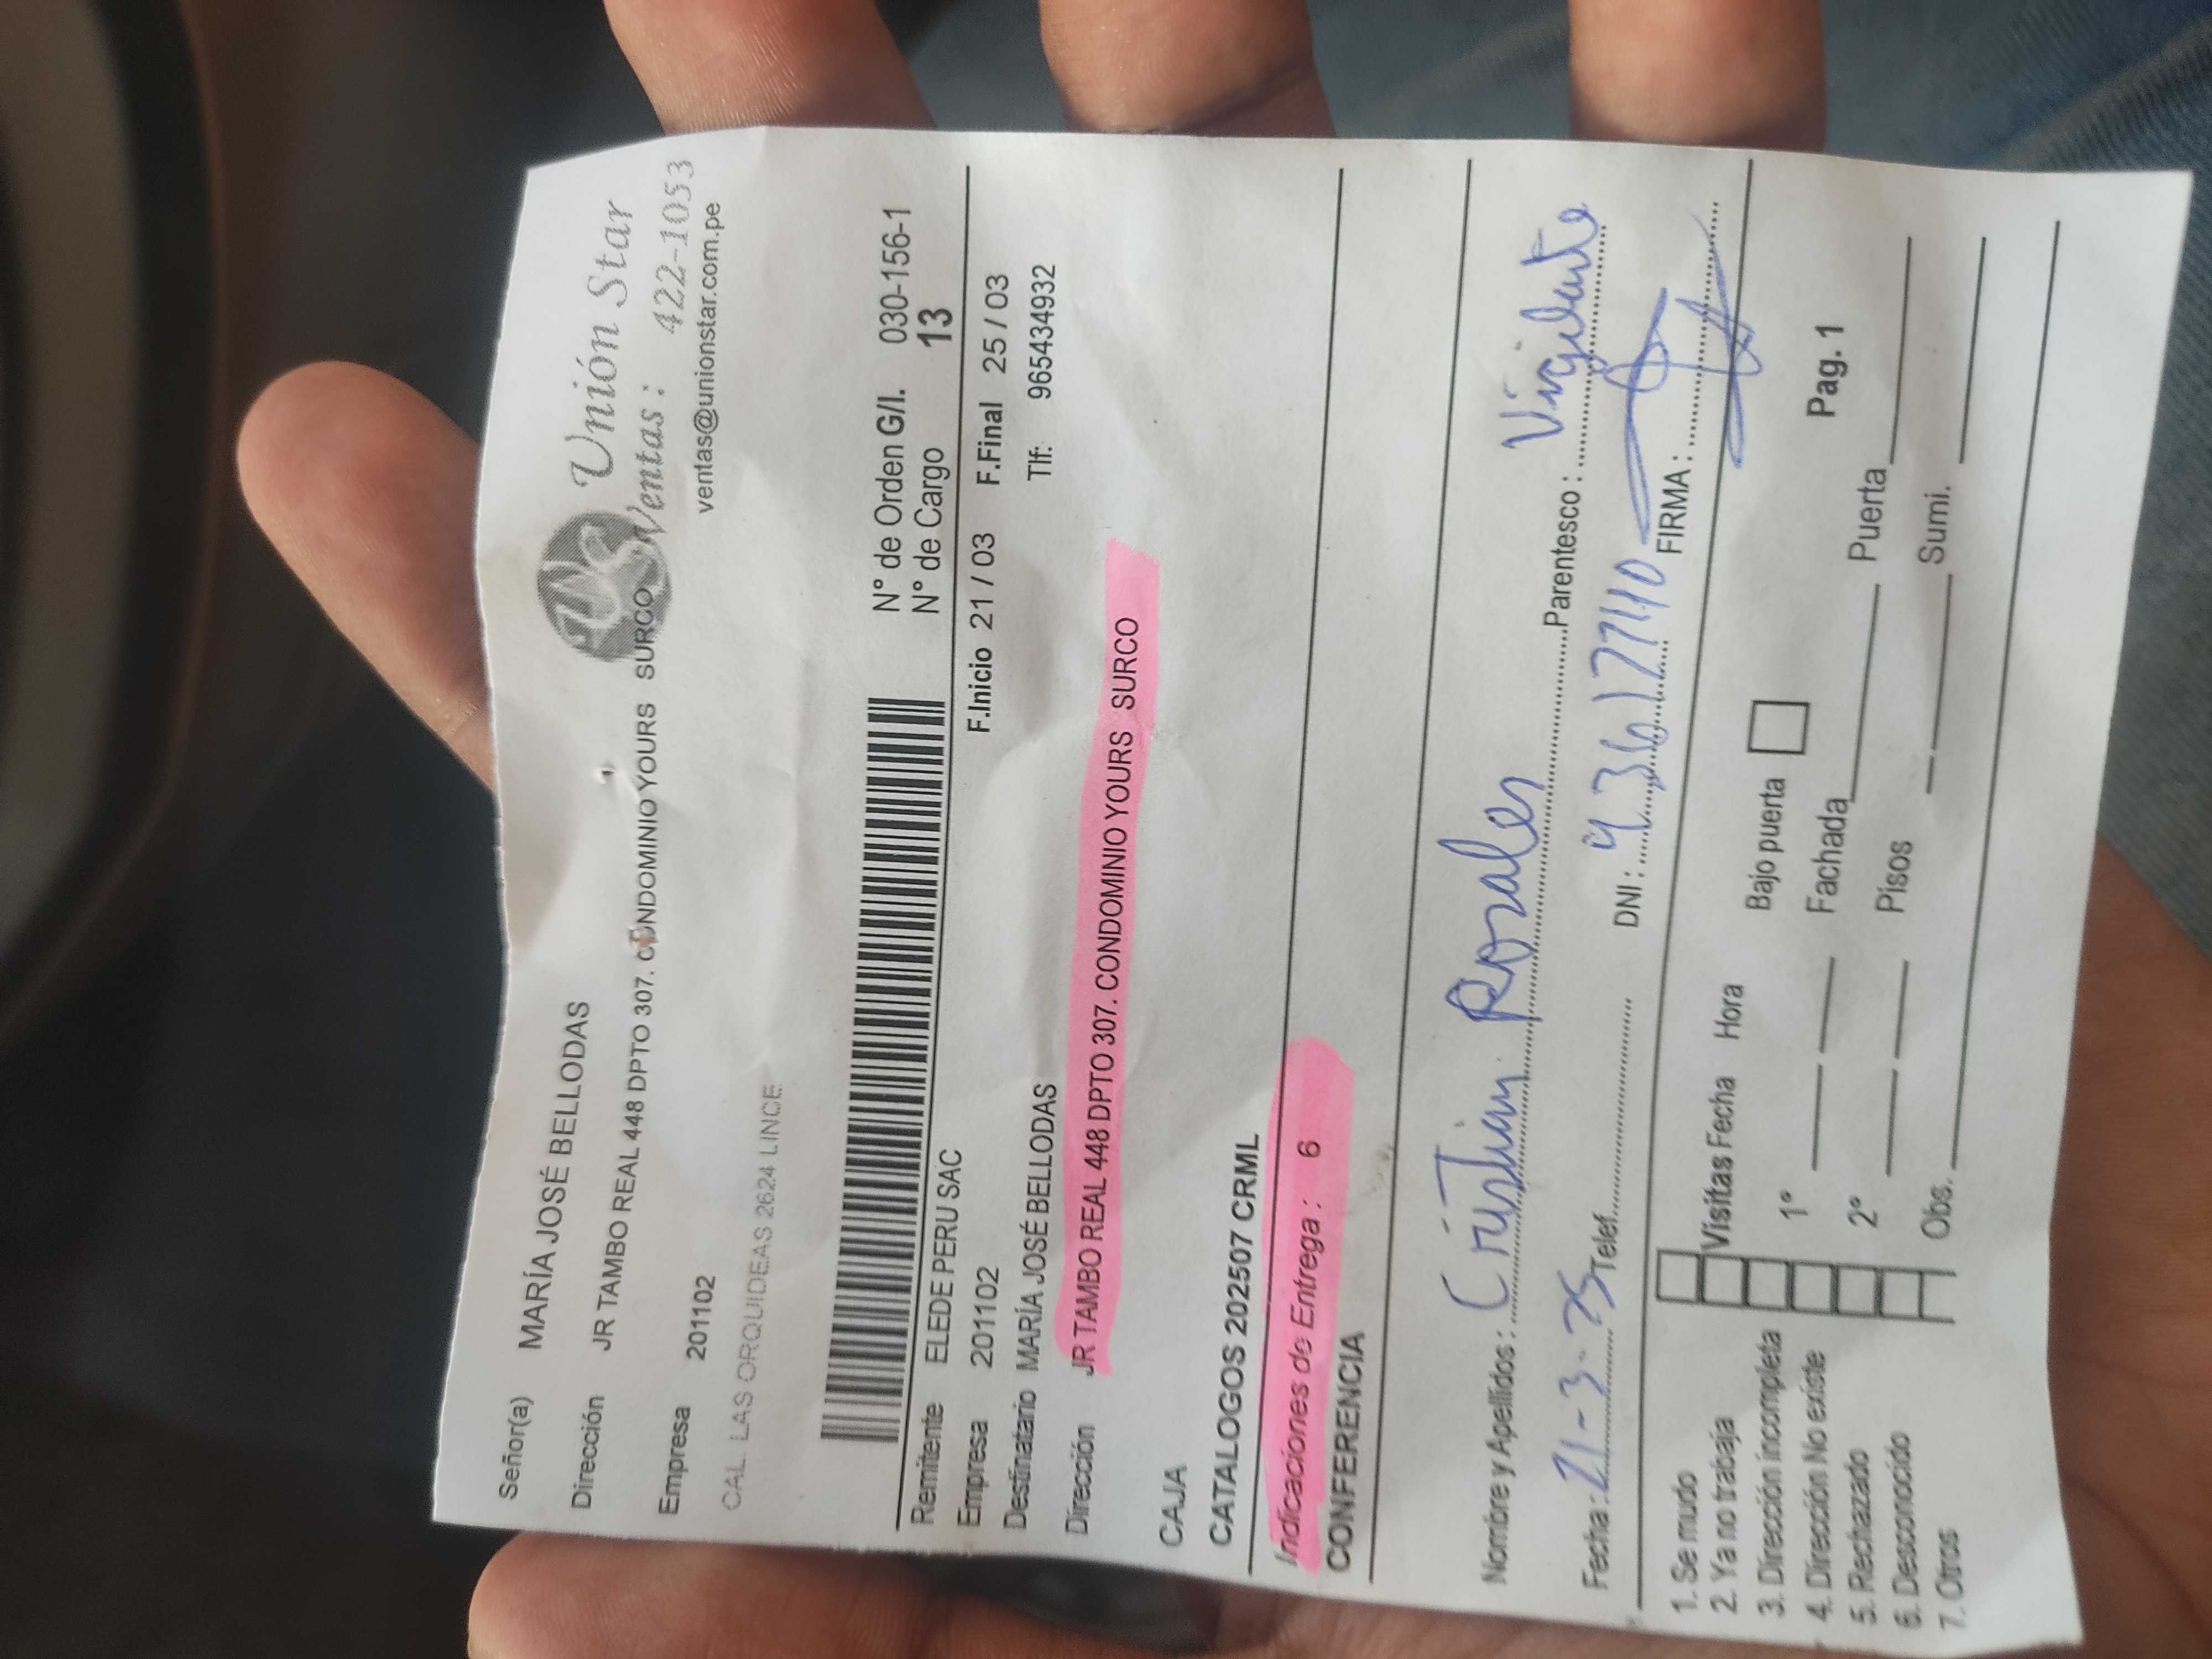 Señor(a) MARÍA JOSÉ BELLODAS
Unión Star
Dirección JR TAMBO REAL 448 DPTO 307. CONDOMINIO YOURS SURCO
Ventas: 422-1053
Empresa 201102
ventas@unionstar.com.pe
CAL. LAS ORQUIDEAS 2624 LINCE
N° de Orden G/I. 030-156-1
N° de Cargo 13
Remitente ELEDE PERU SAC
F.Inicio 21 / 03 F.Final 25 / 03
Empresa 201102
Destinatario MARÍA JOSÉ BELLODAS Tlf: 965434932
Dirección JR TAMBO REAL 448 DPTO 307. CONDOMINIO YOURS SURCO
CAJA
CATALOGOS 202507 CRML
Indicaciones de Entrega : 6
CONFERENCIA
Nombre y Apellidos : Cristian Rosales Parentesco : Vigilante
Fecha : 21-3-25 Telef. DNI : FIRMA :
1. Se mudo
2. Ya no trabaja
3. Dirección incompleta
4. Dirección No existe
5. Rechazado
6. Desconocido
7. Otros
Visitas Fecha Hora Bajo puerta
1° Fachada Puerta
2° Pisos Sumi.
Obs.
Pag. 1